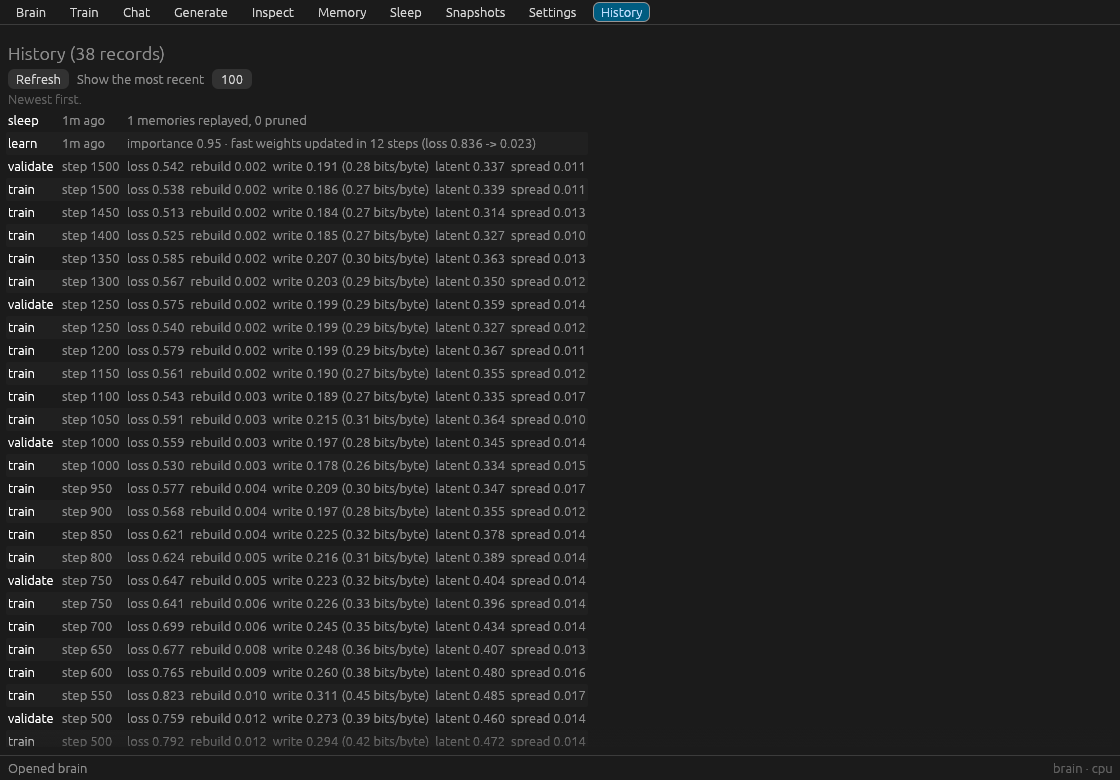 Brain Train Chat Generate Inspect Memory Sleep Snapshots Settings History
History (38 records)
Refresh Show the most recent 100
Newest first.
sleep 1m ago 1 memories replayed, 0 pruned
learn 1m ago importance 0.95 · fast weights updated in 12 steps (loss 0.836 -> 0.023)
validate step 1500 loss 0.542 rebuild 0.002 write 0.191 (0.28 bits/byte) latent 0.337 spread 0.011
train step 1500 loss 0.538 rebuild 0.002 write 0.186 (0.27 bits/byte) latent 0.339 spread 0.011
train step 1450 loss 0.513 rebuild 0.002 write 0.184 (0.27 bits/byte) latent 0.314 spread 0.013
train step 1400 loss 0.525 rebuild 0.002 write 0.185 (0.27 bits/byte) latent 0.327 spread 0.010
train step 1350 loss 0.585 rebuild 0.002 write 0.207 (0.30 bits/byte) latent 0.363 spread 0.013
train step 1300 loss 0.567 rebuild 0.002 write 0.203 (0.29 bits/byte) latent 0.350 spread 0.012
validate step 1250 loss 0.575 rebuild 0.002 write 0.199 (0.29 bits/byte) latent 0.359 spread 0.014
train step 1250 loss 0.540 rebuild 0.002 write 0.199 (0.29 bits/byte) latent 0.327 spread 0.012
train step 1200 loss 0.579 rebuild 0.002 write 0.199 (0.29 bits/byte) latent 0.367 spread 0.011
train step 1150 loss 0.561 rebuild 0.002 write 0.190 (0.27 bits/byte) latent 0.355 spread 0.012
train step 1100 loss 0.543 rebuild 0.003 write 0.189 (0.27 bits/byte) latent 0.335 spread 0.017
train step 1050 loss 0.591 rebuild 0.003 write 0.215 (0.31 bits/byte) latent 0.364 spread 0.010
validate step 1000 loss 0.559 rebuild 0.003 write 0.197 (0.28 bits/byte) latent 0.345 spread 0.014
train step 1000 loss 0.530 rebuild 0.003 write 0.178 (0.26 bits/byte) latent 0.334 spread 0.015
train step 950 loss 0.577 rebuild 0.004 write 0.209 (0.30 bits/byte) latent 0.347 spread 0.017
train step 900 loss 0.568 rebuild 0.004 write 0.197 (0.28 bits/byte) latent 0.355 spread 0.012
train step 850 loss 0.621 rebuild 0.004 write 0.225 (0.32 bits/byte) latent 0.378 spread 0.014
train step 800 loss 0.624 rebuild 0.005 write 0.216 (0.31 bits/byte) latent 0.389 spread 0.014
validate step 750 loss 0.647 rebuild 0.005 write 0.223 (0.32 bits/byte) latent 0.404 spread 0.014
train step 750 loss 0.641 rebuild 0.006 write 0.226 (0.33 bits/byte) latent 0.396 spread 0.014
train step 700 loss 0.699 rebuild 0.006 write 0.245 (0.35 bits/byte) latent 0.434 spread 0.014
train step 650 loss 0.677 rebuild 0.008 write 0.248 (0.36 bits/byte) latent 0.407 spread 0.013
train step 600 loss 0.765 rebuild 0.009 write 0.260 (0.38 bits/byte) latent 0.480 spread 0.016
train step 550 loss 0.823 rebuild 0.010 write 0.311 (0.45 bits/byte) latent 0.485 spread 0.017
validate step 500 loss 0.759 rebuild 0.012 write 0.273 (0.39 bits/byte) latent 0.460 spread 0.014
train step 500 loss 0.792 rebuild 0.012 write 0.294 (0.42 bits/byte) latent 0.472 spread 0.014
Opened brain brain · cpu